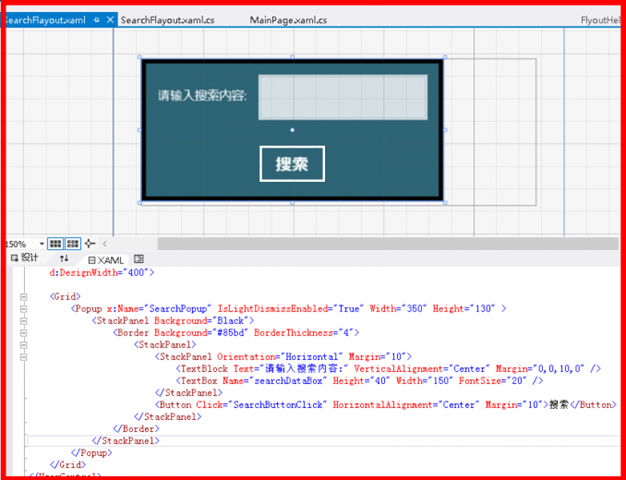 SearchFlayout.xaml SearchFlayout.xaml.cs MainPage.xaml.cs FlyoutHel
请输入搜索内容:
搜索
150%
设计 XAML
d:DesignWidth="400">
<Grid>
<Popup x:Name="SearchPopup" IsLightDismissEnabled="True" Width="350" Height="130" >
<StackPanel Background="Black">
<Border Background="#85bd" BorderThickness="4">
<StackPanel>
<StackPanel Orientation="Horizontal" Margin="10">
<TextBlock Text="请输入搜索内容:" VerticalAlignment="Center" Margin="0,0,10,0" />
<TextBox Name="searchDataBox" Height="40" Width="150" FontSize="20" />
</StackPanel>
<Button Click="SearchButtonClick" HorizontalAlignment="Center" Margin="10">搜索</Button>
</StackPanel>
</Border>
</StackPanel>
</Popup>
</Grid>
</UserControl>